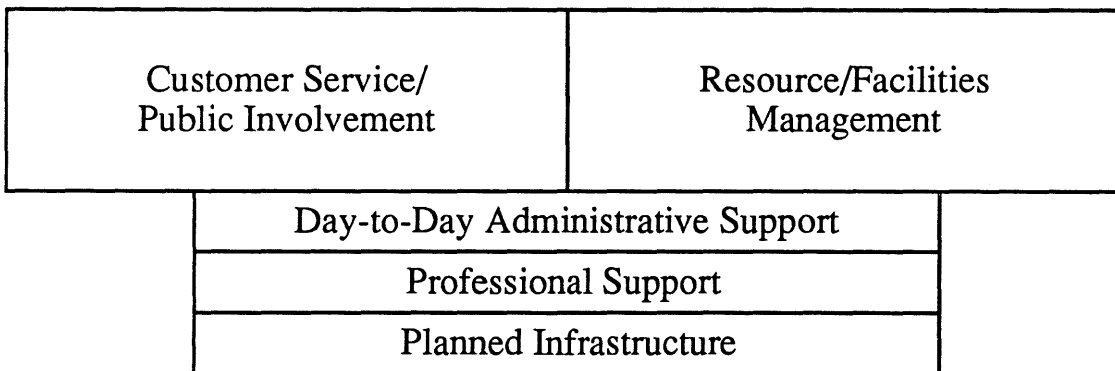 Customer Service/
Public Involvement
Resource/Facilities
Management
Day-to-Day Administrative Support
Professional Support
Planned Infrastructure